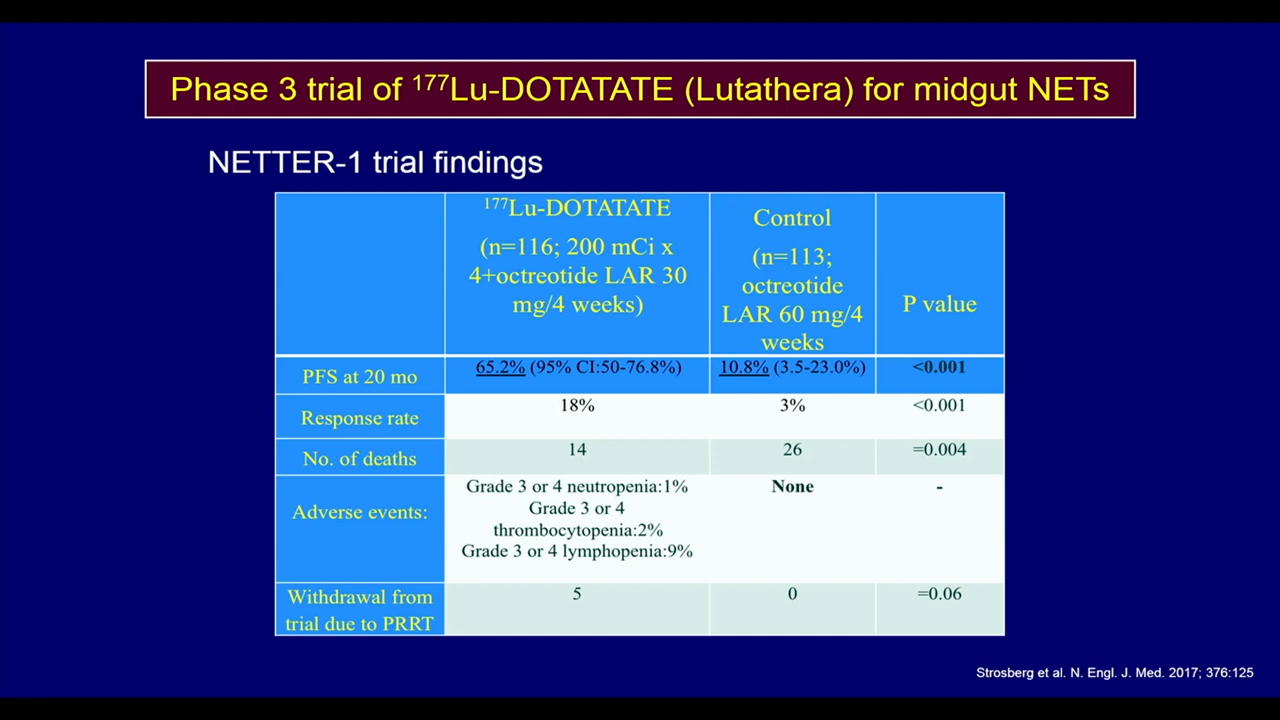 Phase 3 trial of ¹⁷⁷Lu-DOTATATE (Lutathera) for midgut NETs
NETTER-1 trial findings
¹⁷⁷Lu-DOTATATE
(n=116; 200 mCi x
4+octreotide LAR 30
mg/4 weeks)
Control
(n=113;
octreotide
LAR 60 mg/4
weeks
P value
PFS at 20 mo
65.2% (95% CI:50-76.8%)
10.8% (3.5-23.0%)
<0.001
Response rate
18%
3%
<0.001
No. of deaths
14
26
=0.004
Adverse events:
Grade 3 or 4 neutropenia:1%
Grade 3 or 4
thrombocytopenia:2%
Grade 3 or 4 lymphopenia:9%
None
-
Withdrawal from
trial due to PRRT
5
0
=0.06
Strosberg et al. N. Engl. J. Med. 2017; 376:125